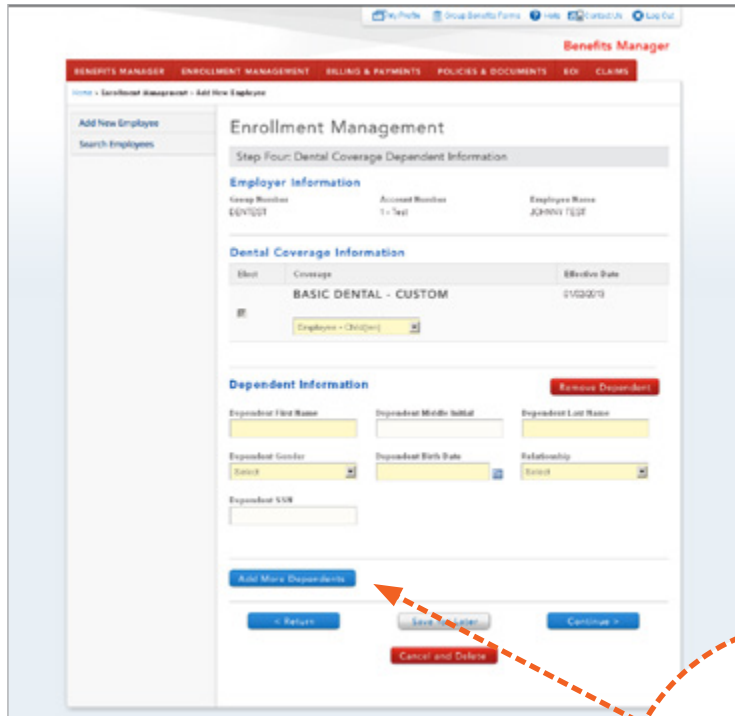 My Profile Group Benefits Forms Help Contact Us Log Out
Benefits Manager
BENEFITS MANAGER ENROLLMENT MANAGEMENT BILLING & PAYMENTS POLICIES & DOCUMENTS EOI CLAIMS
Home › Enrollment Management › Add New Employee
Add New Employee
Search Employees
Enrollment Management
Step Four: Dental Coverage Dependent Information
Employer Information
Group Number Account Number Employee Name
DENTEST 1 - Test JOHNNY TEST
Dental Coverage Information
Elect Coverage Effective Date
BASIC DENTAL - CUSTOM
Employee + Child(ren)
Dependent Information Remove Dependent
Dependent First Name Dependent Middle Initial Dependent Last Name
Dependent Gender Dependent Birth Date Relationship
Select Select
Dependent SSN
Add More Dependents
< Return Save for Later Continue >
Cancel and Delete